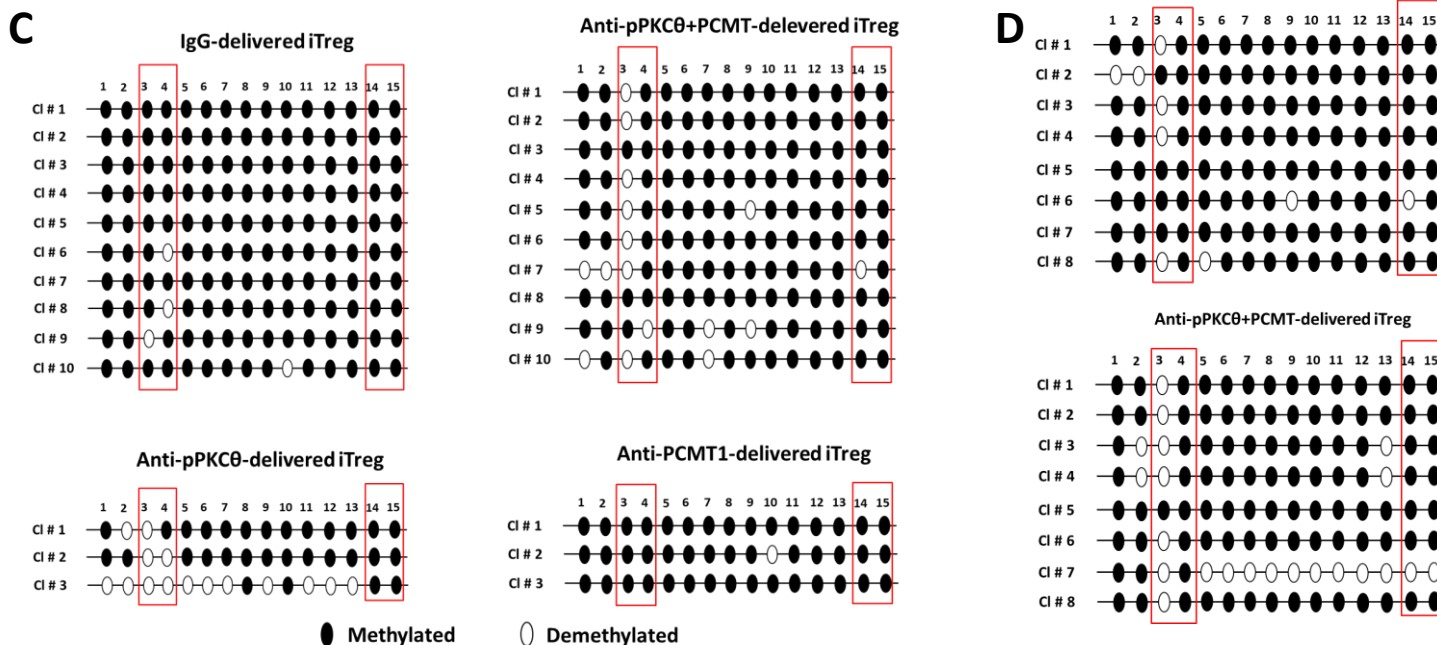 C
IgG-delivered iTreg
1 2 3 4 5 6 7 8 9 10 11 12 13 14 15
Cl # 1
Cl # 2
Cl # 3
Cl # 4
Cl # 5
Cl # 6
Cl # 7
Cl # 8
Cl # 9
Cl # 10
Anti-pPKCθ+PCMT-delevered iTreg
1 2 3 4 5 6 7 8 9 10 11 12 13 14 15
Cl # 1
Cl # 2
Cl # 3
Cl # 4
Cl # 5
Cl # 6
Cl # 7
Cl # 8
Cl # 9
Cl # 10
Anti-pPKCθ-delivered iTreg
1 2 3 4 5 6 7 8 9 10 11 12 13 14 15
Cl # 1
Cl # 2
Cl # 3
Anti-PCMT1-delivered iTreg
1 2 3 4 5 6 7 8 9 10 11 12 13 14 15
Cl # 1
Cl # 2
Cl # 3
Methylated
Demethylated
D
1 2 3 4 5 6 7 8 9 10 11 12 13 14 15
Cl # 1
Cl # 2
Cl # 3
Cl # 4
Cl # 5
Cl # 6
Cl # 7
Cl # 8
Anti-pPKCθ+PCMT-delivered iTreg
1 2 3 4 5 6 7 8 9 10 11 12 13 14 15
Cl # 1
Cl # 2
Cl # 3
Cl # 4
Cl # 5
Cl # 6
Cl # 7
Cl # 8